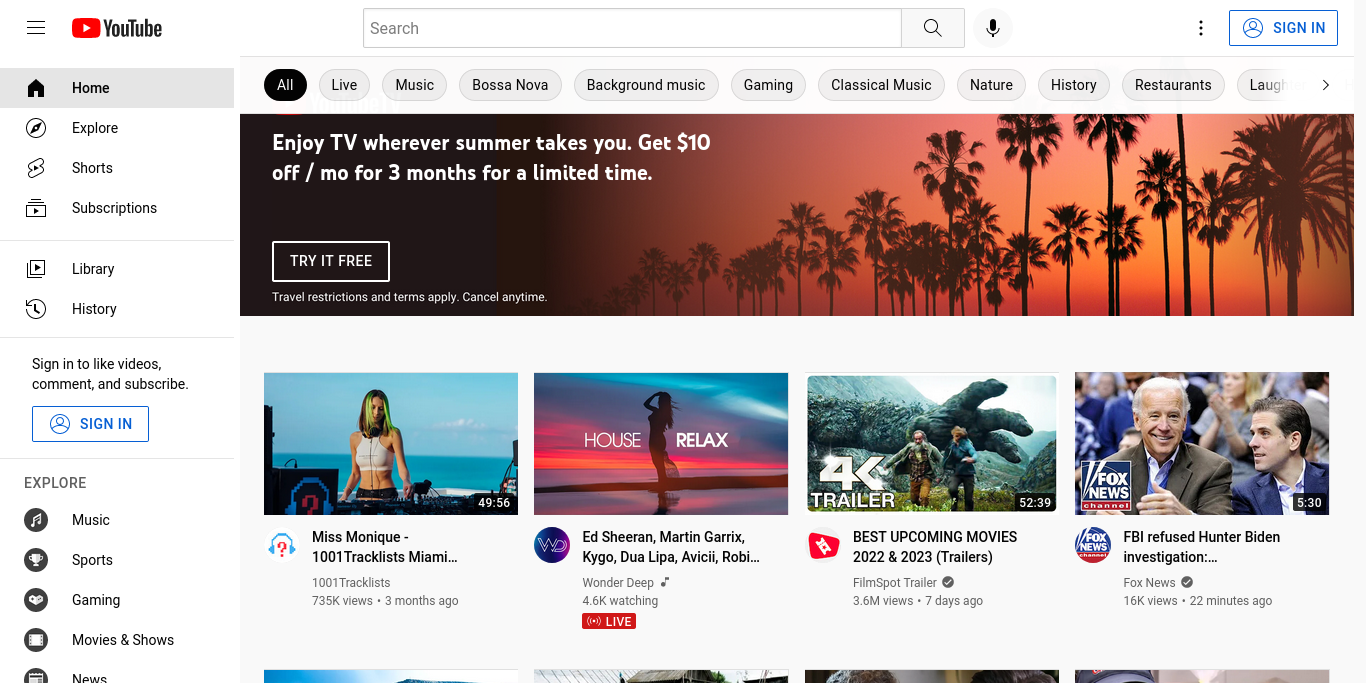 YouTube
Search
SIGN IN
Home
Explore
Shorts
Subscriptions
Library
History
Sign in to like videos,
comment, and subscribe.
SIGN IN
EXPLORE
Music
Sports
Gaming
Movies & Shows
News
All
Live
Music
Bossa Nova
Background music
Gaming
Classical Music
Nature
History
Restaurants
Enjoy TV wherever summer takes you. Get $10
off / mo for 3 months for a limited time.
TRY IT FREE
Travel restrictions and terms apply. Cancel anytime.
49:56
Miss Monique -
1001Tracklists Miami…
1001Tracklists
735K views • 3 months ago
HOUSE RELAX
WD
Ed Sheeran, Martin Garrix,
Kygo, Dua Lipa, Avicii, Robi…
Wonder Deep
4.6K watching
LIVE
4K
TRAILER
52:39
BEST UPCOMING MOVIES
2022 & 2023 (Trailers)
FilmSpot Trailer
3.6M views • 7 days ago
FOX
NEWS
channel
5:30
FOX
NEWS
channel
FBI refused Hunter Biden
investigation:…
Fox News
16K views • 22 minutes ago